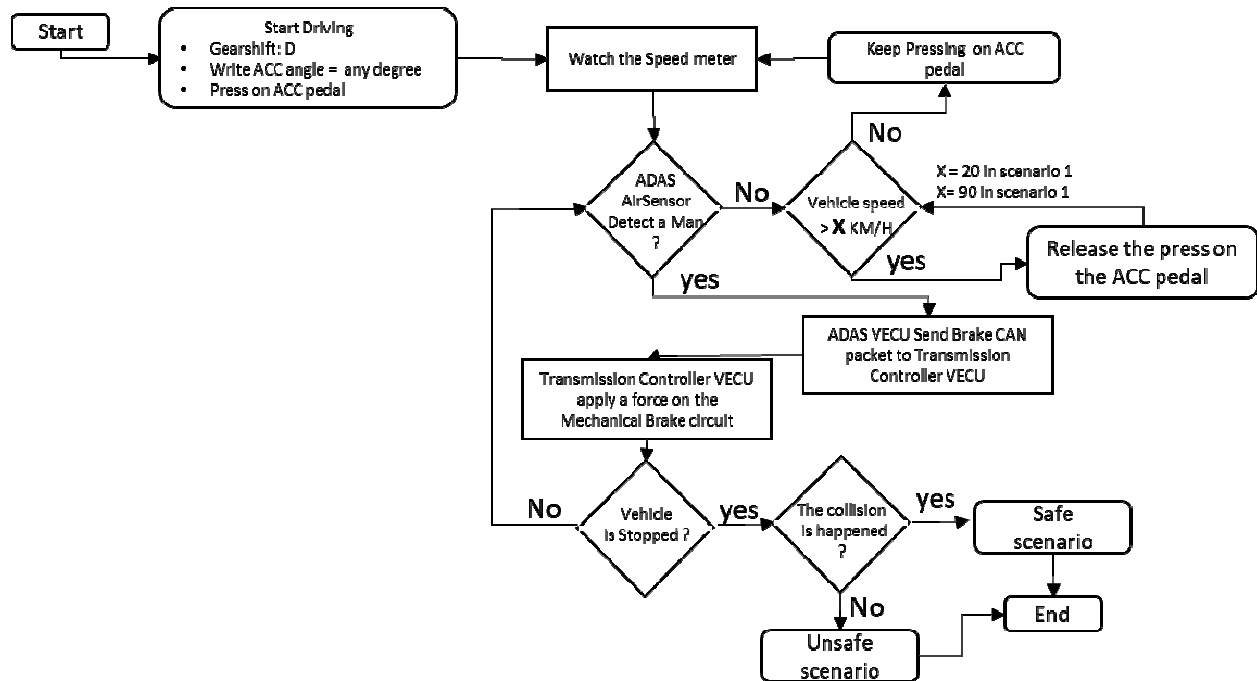 Start
Start Driving
• Gearshift: D
• Write ACC angle = any degree
• Press on ACC pedal
Watch the Speed meter
Keep Pressing on ACC
pedal
No
ADAS
AirSensor
Detect a Man
?
No
Vehicle speed
> X KM/H
X = 20 in scenario 1
X= 90 in scenario 1
yes
yes
Release the press on
the ACC pedal
ADAS VECU Send Brake CAN
packet to Transmission
Controller VECU
Transmission Controller VECU
apply a force on the
Mechanical Brake circuit
No
Vehicle
is Stopped ?
yes
The collision
is happened
?
yes
Safe
scenario
No
End
Unsafe
scenario